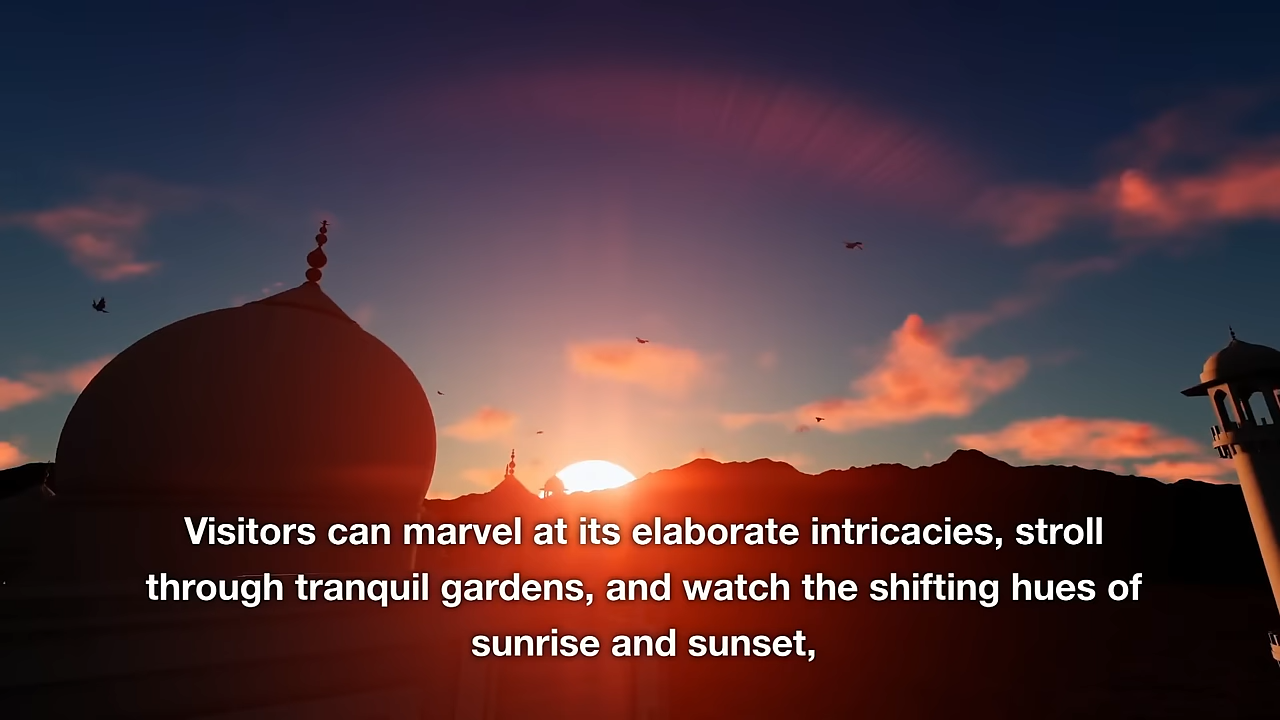 Visitors can marvel at its elaborate intricacies, stroll
through tranquil gardens, and watch the shifting hues of
sunrise and sunset,